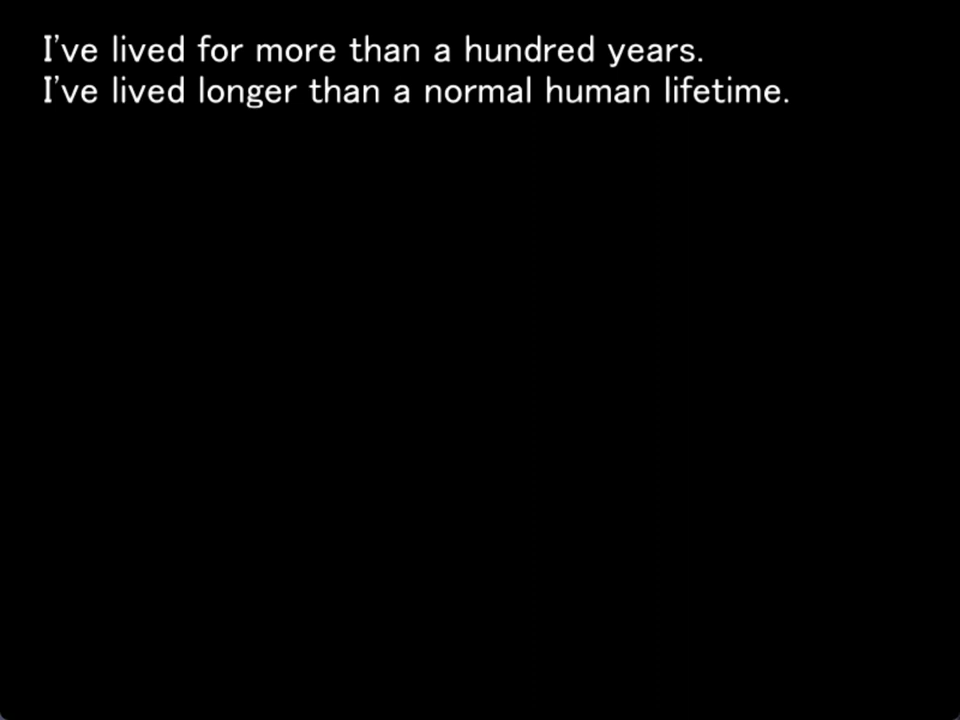 I've lived for more than a hundred years.
I've lived longer than a normal human lifetime.